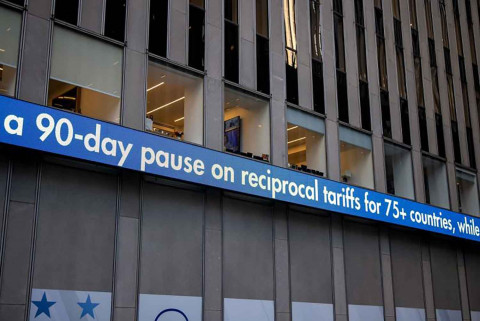 a 90-day pause on reciprocal tariffs for 75+ countries, while